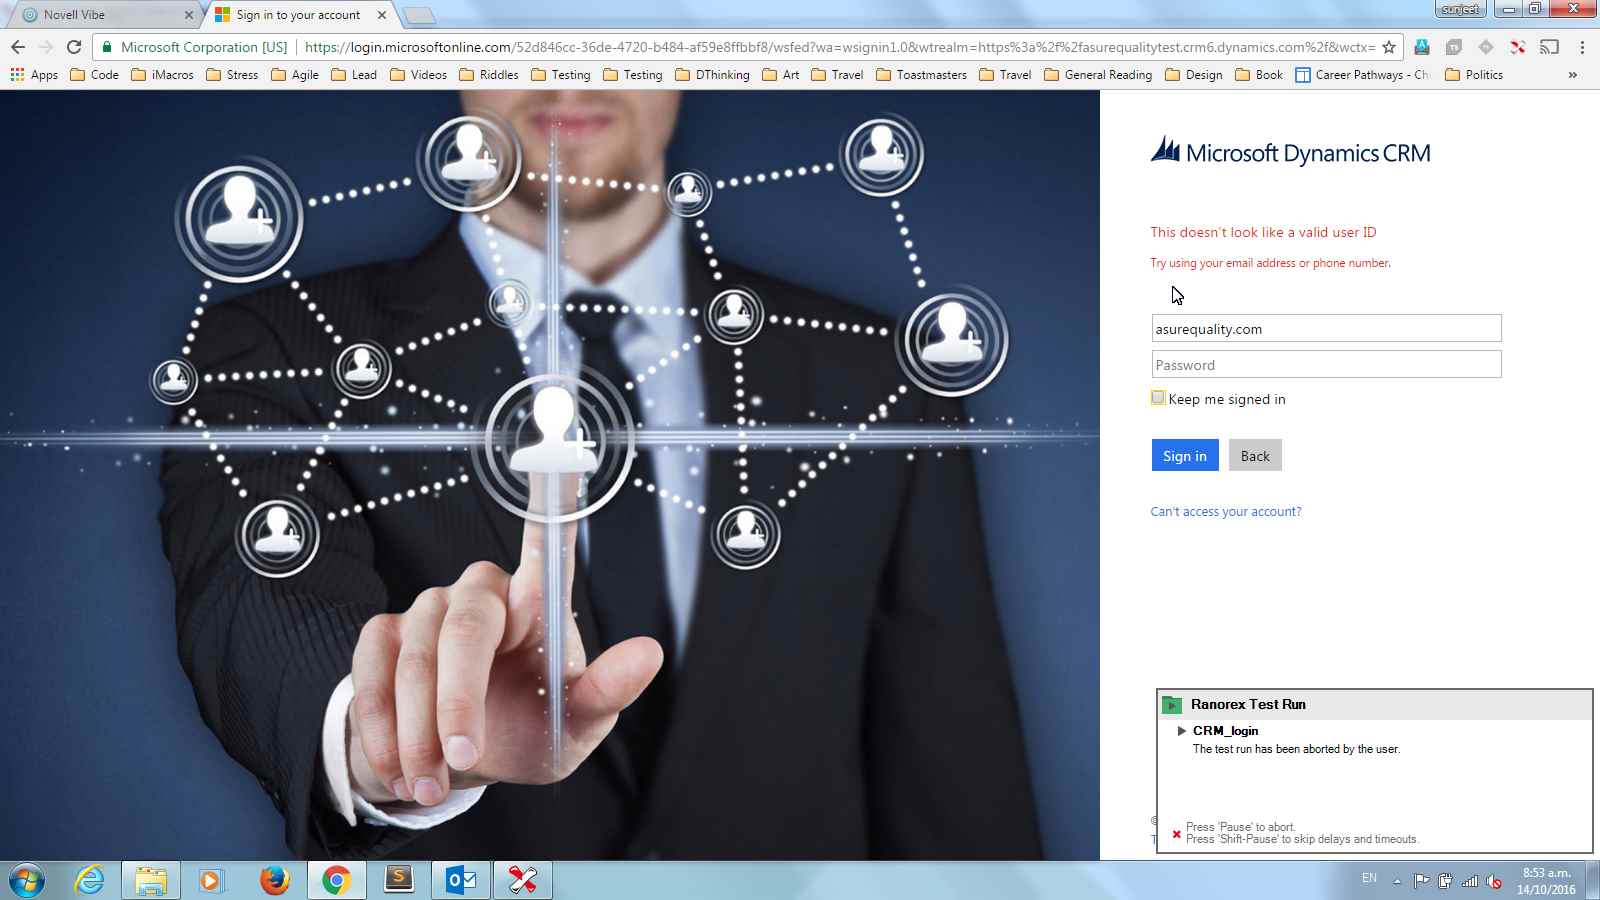 Novell Vibe
Sign in to your account
sunjeet
Microsoft Corporation [US]
https://login.microsoftonline.com/52d846cc-36de-4720-b484-af59e8ffbbf8/wsfed?wa=wsignin1.0&wtrealm=https%3a%2f%2fasurequalitytest.crm6.dynamics.com%2f&wctx=
Apps
Code
iMacros
Stress
Agile
Lead
Videos
Riddles
Testing
Testing
DThinking
Art
Travel
Toastmasters
Travel
General Reading
Design
Book
Career Pathways - Ch
Politics
»
Microsoft Dynamics CRM
This doesn't look like a valid user ID
Try using your email address or phone number.
asurequality.com
Password
Keep me signed in
Sign in
Back
Can't access your account?
Ranorex Test Run
CRM_login
The test run has been aborted by the user.
©
T
Press 'Pause' to abort.
Press 'Shift-Pause' to skip delays and timeouts.
EN
8:53 a.m.
14/10/2016